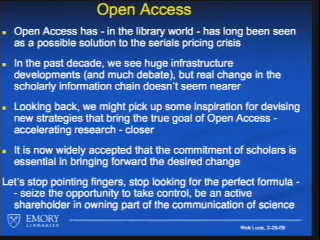 Open Access
Open Access has - in the library world - has long been seen
as a possible solution to the serials pricing crisis
In the past decade, we see huge infrastructure
developments (and much debate), but real change in the
scholarly information chain doesn't seem nearer
Looking back, we might pick up some inspiration for devising
new strategies that bring the true goal of Open Access -
accelerating research - closer
It is now widely accepted that the commitment of scholars is
essential in bringing forward the desired change
Let's stop pointing fingers, stop looking for the perfect formula -
- seize the opportunity to take control, be an active
shareholder in owning part of the communication of science
EMORY
LIBRARIES
Rick Luce, 2-29-08